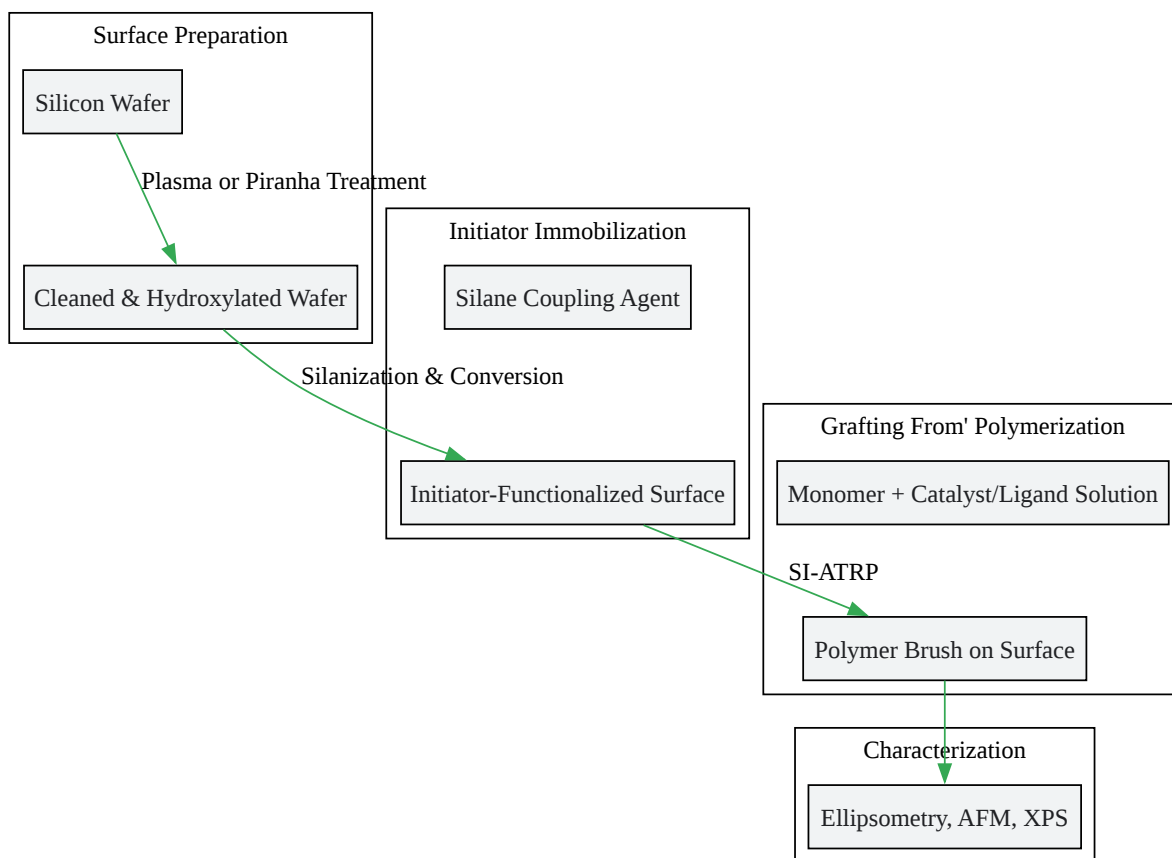 Surface Preparation
Silicon Wafer
Plasma or Piranha Treatment
Cleaned & Hydroxylated Wafer
Initiator Immobilization
Silane Coupling Agent
Silanization & Conversion
Initiator-Functionalized Surface
Grafting From' Polymerization
Monomer + Catalyst/Ligand Solution
SI-ATRP
Polymer Brush on Surface
Characterization
Ellipsometry, AFM, XPS